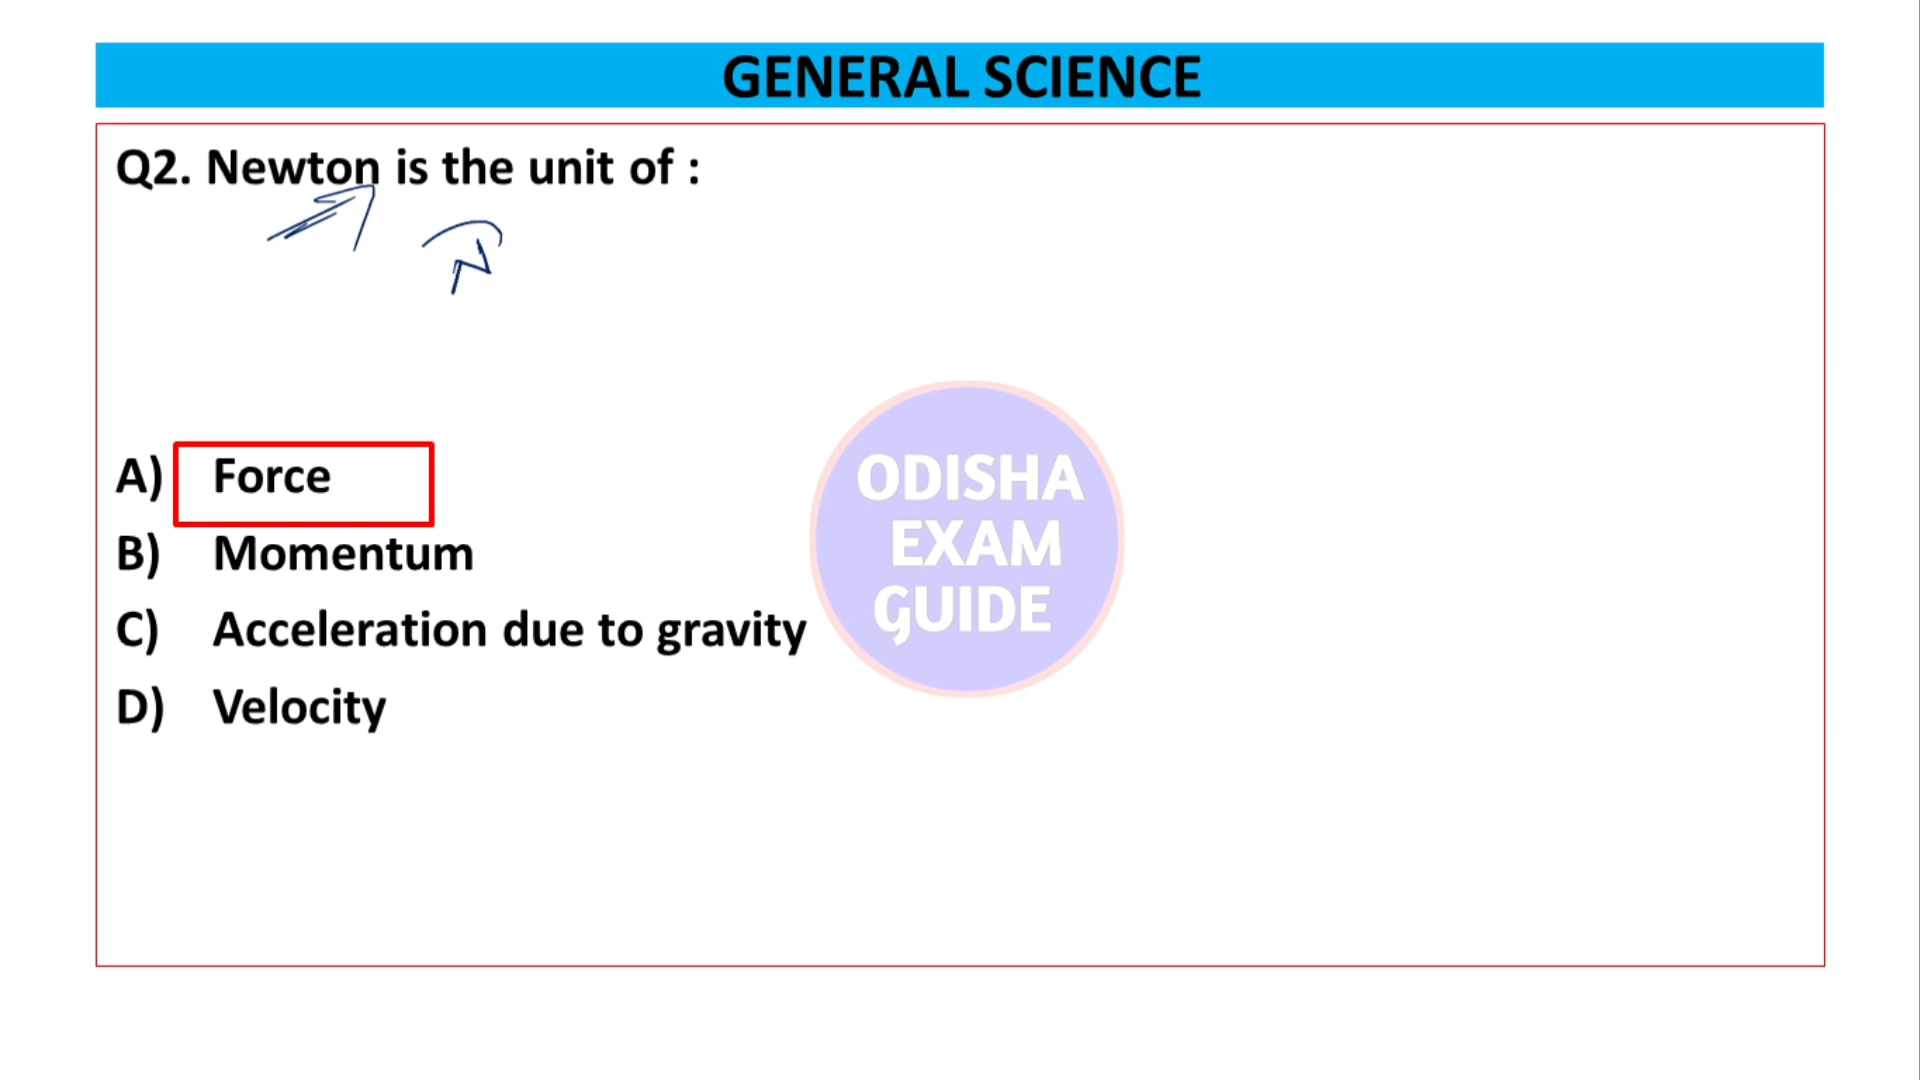 GENERAL SCIENCE
Q2. Newton is the unit of :
N
A) Force
B) Momentum
C) Acceleration due to gravity
D) Velocity
ODISHA
EXAM
GUIDE